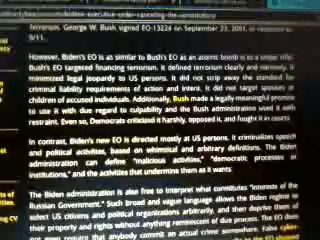 terrorism. George W. Bush signed EO-13224 on September 23, 2001,
9/11.
However, Biden's EO is as similar to Bush's EO as an atomic bomb is to a
Bush's EO targeted financing terrorism. It defined terrorism clearly and narrowly. It
minimized legal jeopardy to US persons. It did not strip away the standard for
criminal liability requirements of action and intent. It did not target spouses or
children of accused individuals. Additionally, Bush made a legally meaningful promise
to use it with due regard to culpability and the Bush administration used it with
restraint. Even so, Democrats criticized it harshly, opposed it, and fought it in courts.
In contrast, Biden's new EO is directed mostly at US persons. It criminalizes speech
and political activities, based on whimsical and arbitrary definitions. The Biden
administration can define "malicious activities," "democratic processes or
institutions," and the activities that undermine them as it wants.
The Biden administration is also free to interpret what constitutes "interests of the
Russian Government." Such broad and vague language allows the Biden regime to
select US citizens and political organizations arbitrarily, and then deprive them of
their property and rights without anything reminiscent of due process. The EO does
not even require that anybody commit an actual crime somewhere. False cyber-